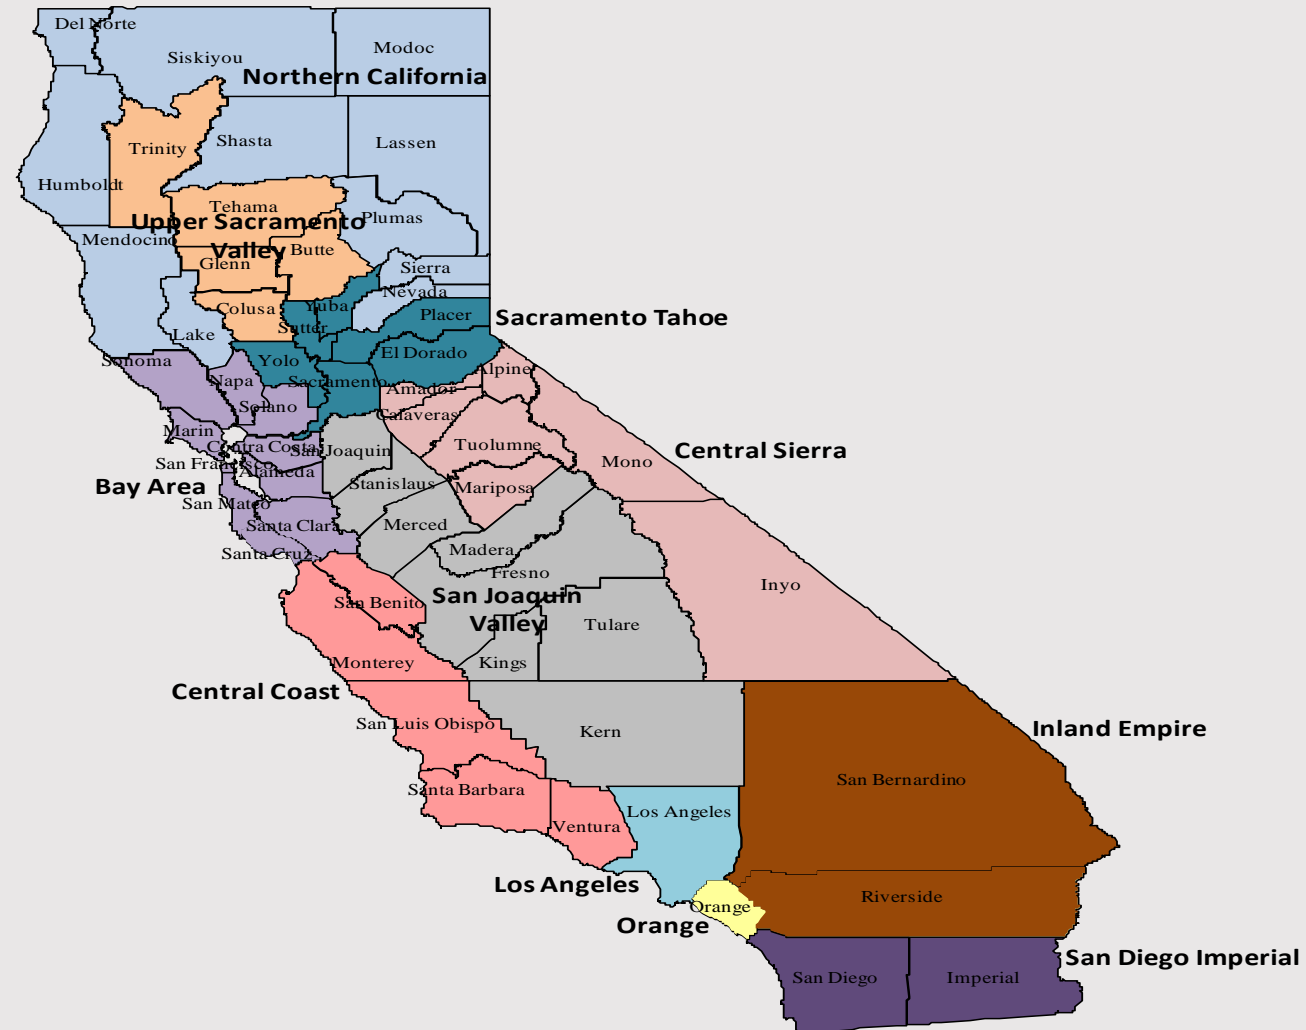 Del Norte
Siskiyou
Modoc
Northern California
Trinity
Shasta
Lassen
Humboldt
Tehama
Upper Sacramento
Valley
Plumas
Mendocino
Butte
Glenn
Sierra
Nevada
Colusa
Yuba
Sutter
Placer
Sacramento Tahoe
Lake
Sonoma
Yolo
El Dorado
Napa
Sacramento
Alpine
Amador
Solano
Calaveras
Marin
Contra Costa
San Joaquin
Tuolumne
Central Sierra
San Francisco
Alameda
Mono
Bay Area
Stanislaus
Mariposa
San Mateo
Santa Clara
Merced
Santa Cruz
Madera
Fresno
Inyo
San Benito
San Joaquin
Valley
Tulare
Monterey
Kings
Central Coast
San Luis Obispo
Kern
Inland Empire
San Bernardino
Santa Barbara
Ventura
Los Angeles
Los Angeles
Riverside
Orange
Orange
San Diego Imperial
San Diego
Imperial